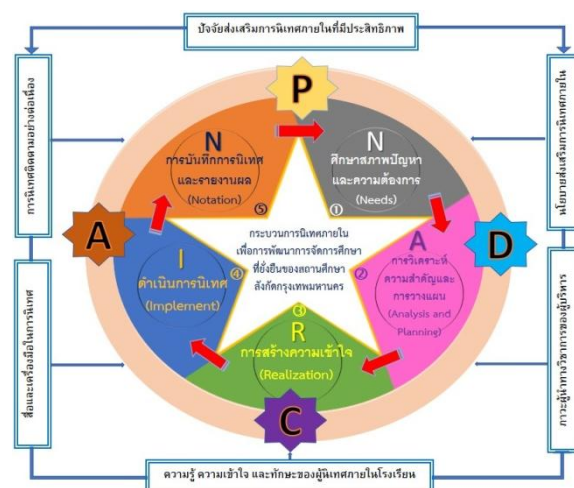 ปัจจัยส่งเสริมการนิเทศภายในที่มีประสิทธิภาพ
P
N
การบันทึกการนิเทศ
และรายงานผล
(Notation)
⑤
N
ศึกษาสภาพปัญหา
และความต้องการ
(Needs)
①
การนิเทศติดตามอย่างต่อเนื่อง
นโยบายส่งเสริมการนิเทศภายใน
A
D
กระบวนการนิเทศภายใน
เพื่อการพัฒนาการจัดการศึกษา
ที่ยั่งยืนของสถานศึกษา
สังกัดกรุงเทพมหานคร
I
ดำเนินการนิเทศ
(Implement)
④
A
การวิเคราะห์
ความสำคัญและ
การวางแผน
(Analysis and
Planning)
②
③
R
การสร้างความเข้าใจ
(Realization)
สื่อและเครื่องมือในการนิเทศ
ภาวะผู้นำทางวิชาการของผู้บริหาร
C
ความรู้ ความเข้าใจ และทักษะของผู้นิเทศภายในโรงเรียน